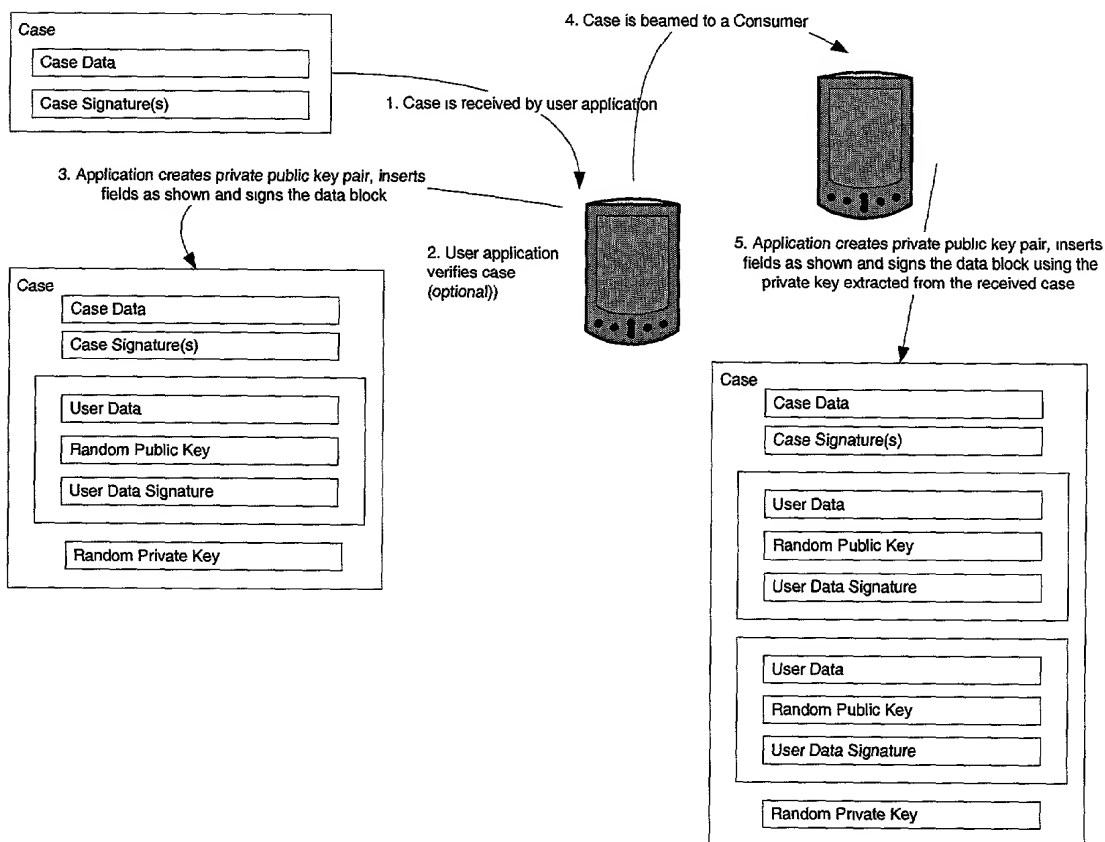 Case
Case Data
Case Signature(s)
1. Case is received by user application
4. Case is beamed to a Consumer
3. Application creates private public key pair, inserts
fields as shown and signs the data block
2. User application
verifies case
(optional))
5. Application creates private public key pair, inserts
fields as shown and signs the data block using the
private key extracted from the received case
Case
Case Data
Case Signature(s)
User Data
Random Public Key
User Data Signature
Random Private Key
Case
Case Data
Case Signature(s)
User Data
Random Public Key
User Data Signature
User Data
Random Public Key
User Data Signature
Random Private Key